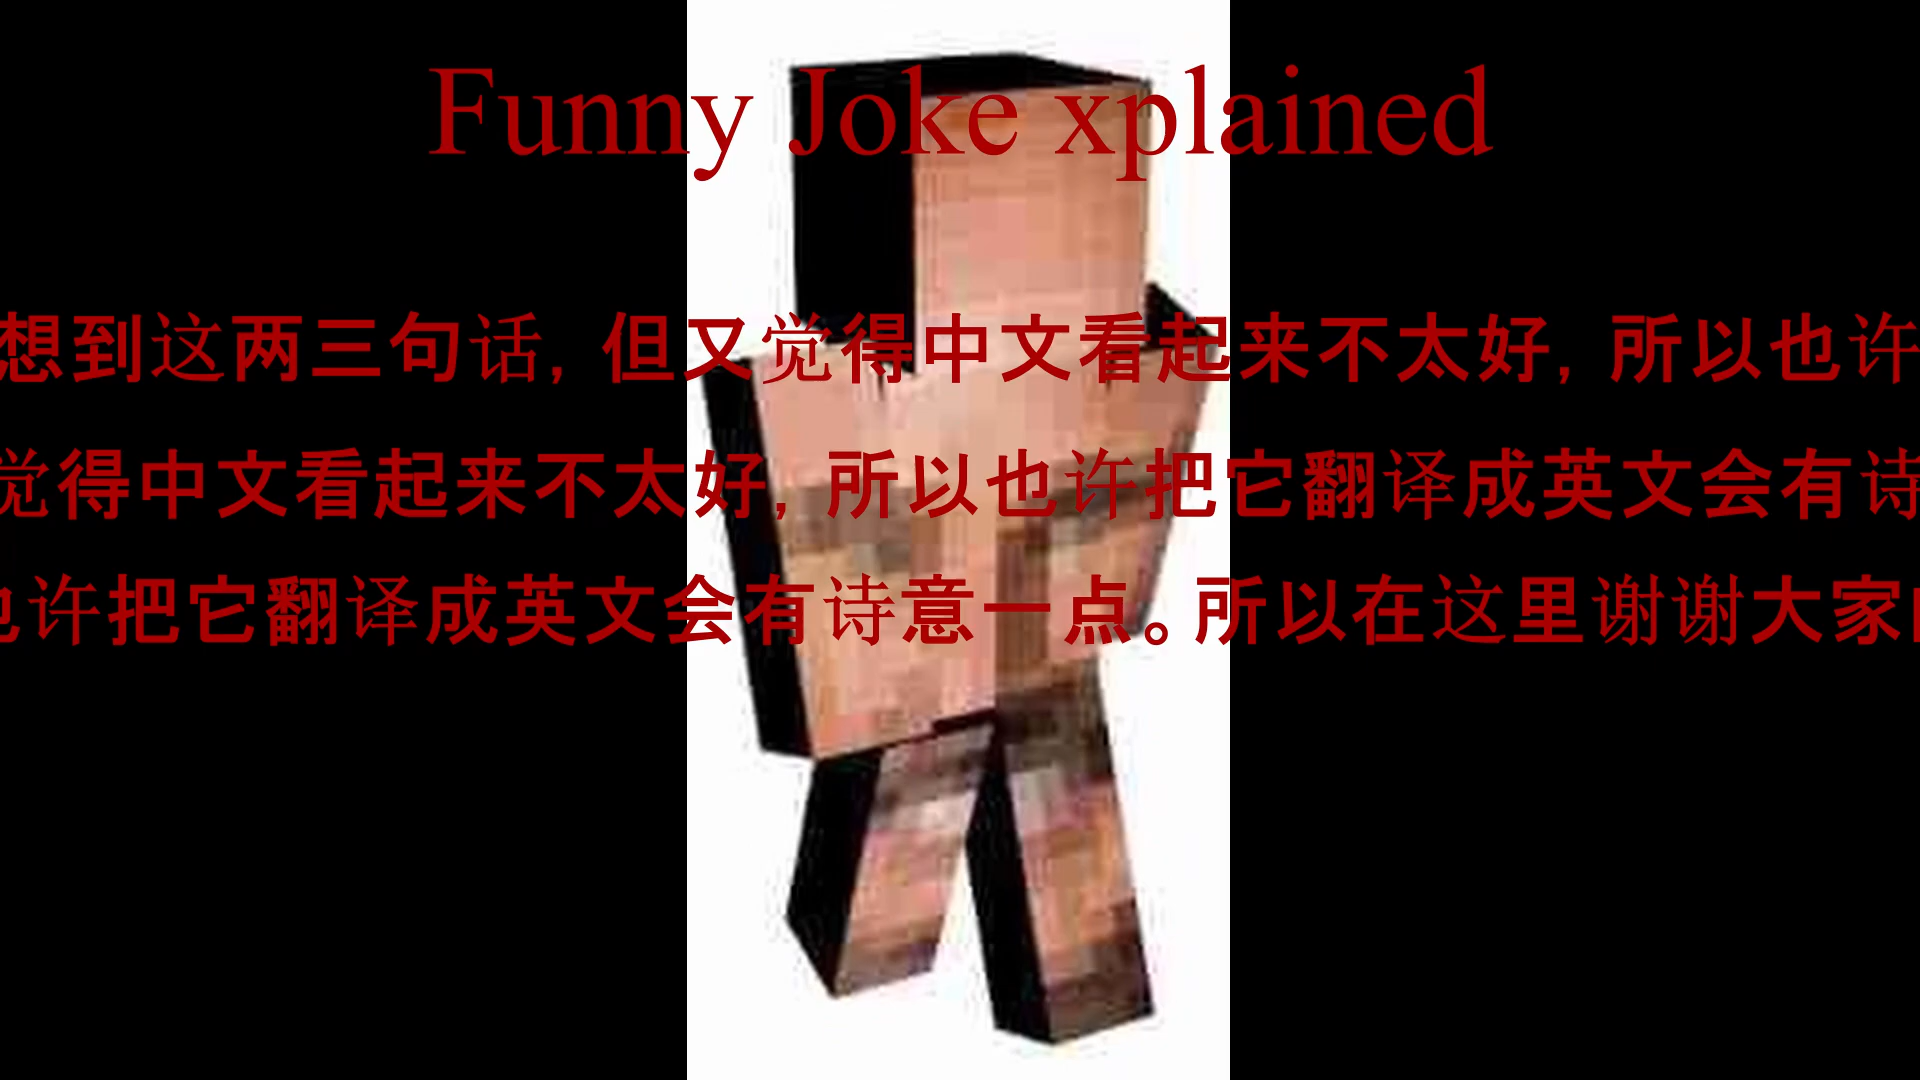 Funny Joke xplained
想到这两三句话, 但又觉得中文看起来不太好, 所以也许
觉得中文看起来不太好, 所以也许把它翻译成英文会有诗
也许把它翻译成英文会有诗意一点。所以在这里谢谢大家